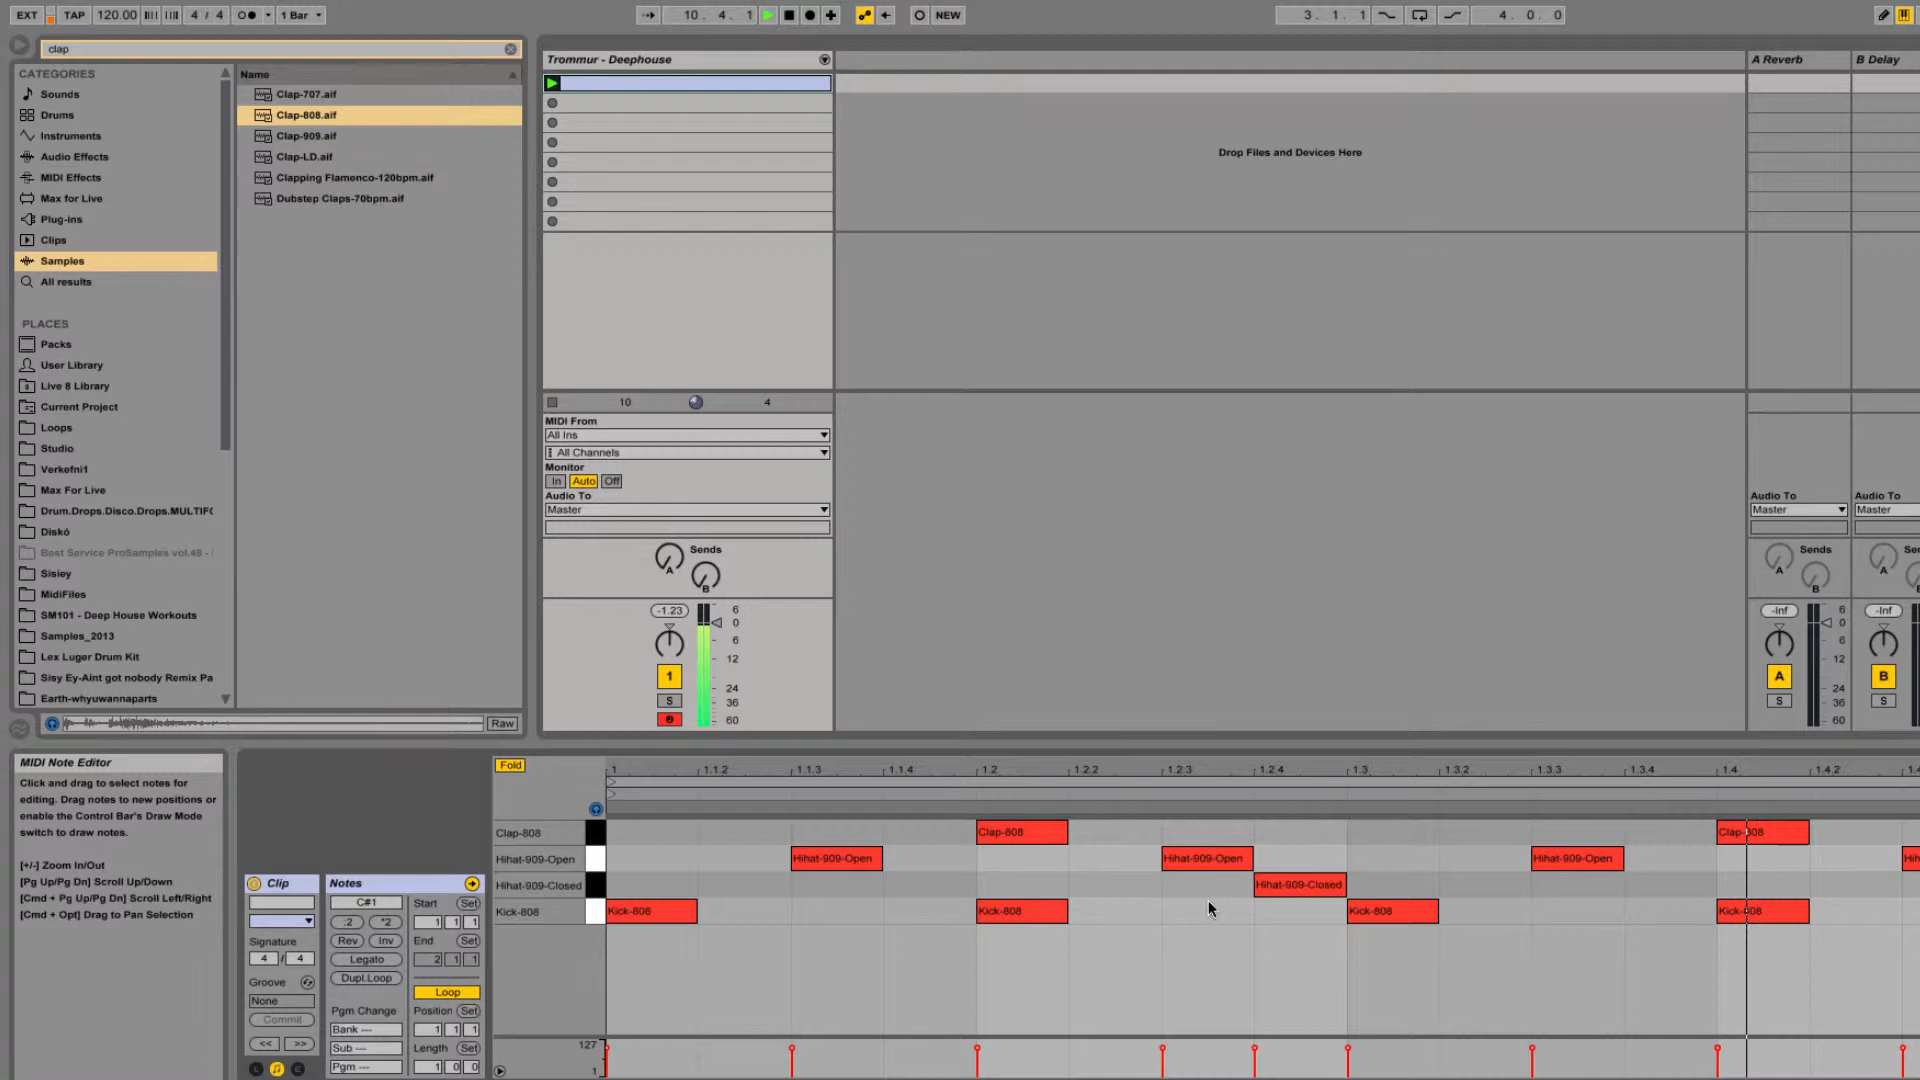 EXT TAP 120.00 4 / 4 1 Bar 10 . 4 . 1 NEW 3 . 1 . 1 4 . 0 . 0
clap
CATEGORIES
Sounds
Drums
Instruments
Audio Effects
MIDI Effects
Max for Live
Plug-ins
Clips
Samples
All results
PLACES
Packs
User Library
Live 8 Library
Current Project
Loops
Studio
Verkefni1
Max For Live
Drum.Drops.Disco.Drops.MULTIF
Diskó
Best Service ProSamples vol.48 -
Sisiey
MidiFiles
SM101 - Deep House Workouts
Samples_2013
Lex Luger Drum Kit
Sisy Ey-Aint got nobody Remix Pa
Earth-whyuwannaparts
Name
Clap-707.aif
Clap-808.aif
Clap-909.aif
Clap-LD.aif
Clapping Flamenco-120bpm.aif
Dubstep Claps-70bpm.aif
Raw
Trommur - Deephouse
10 4
MIDI From
All Ins
All Channels
Monitor
In Auto Off
Audio To
Master
Sends
A
B
-1.23
6
0
6
12
24
36
60
1
S
Drop Files and Devices Here
A Reverb
Audio To
Master
Sends
A
B
-Inf
6
0
6
12
24
36
60
A
S
B Delay
Audio To
Master
Sen
A
-Inf
B
S
MIDI Note Editor
Click and drag to select notes for
editing. Drag notes to new positions or
enable the Control Bar's Draw Mode
switch to draw notes.
[+/-] Zoom In/Out
[Pg Up/Pg Dn] Scroll Up/Down
[Cmd + Pg Up/Pg Dn] Scroll Left/Right
[Cmd + Opt] Drag to Pan Selection
Clip
Signature
4 / 4
Groove
None
Commit
<< >>
Notes
C#1
:2 *2
Rev Inv
Legato
Dupl.Loop
Pgm Change
Bank ---
Sub ---
Pgm ---
Start Set
1 1 1
End Set
2 1 1
Loop
Position Set
1 1 1
Length Set
1 0 0
Fold
1 1.1.2 1.1.3 1.1.4 1.2 1.2.2 1.2.3 1.2.4 1.3 1.3.2 1.3.3 1.3.4 1.4 1.4.2
Clap-808 Clap-808 Clap-808
Hihat-909-Open Hihat-909-Open Hihat-909-Open Hihat-909-Open Hih
Hihat-909-Closed Hihat-909-Closed
Kick-808 Kick-808 Kick-808 Kick-808 Kick-808
127
1